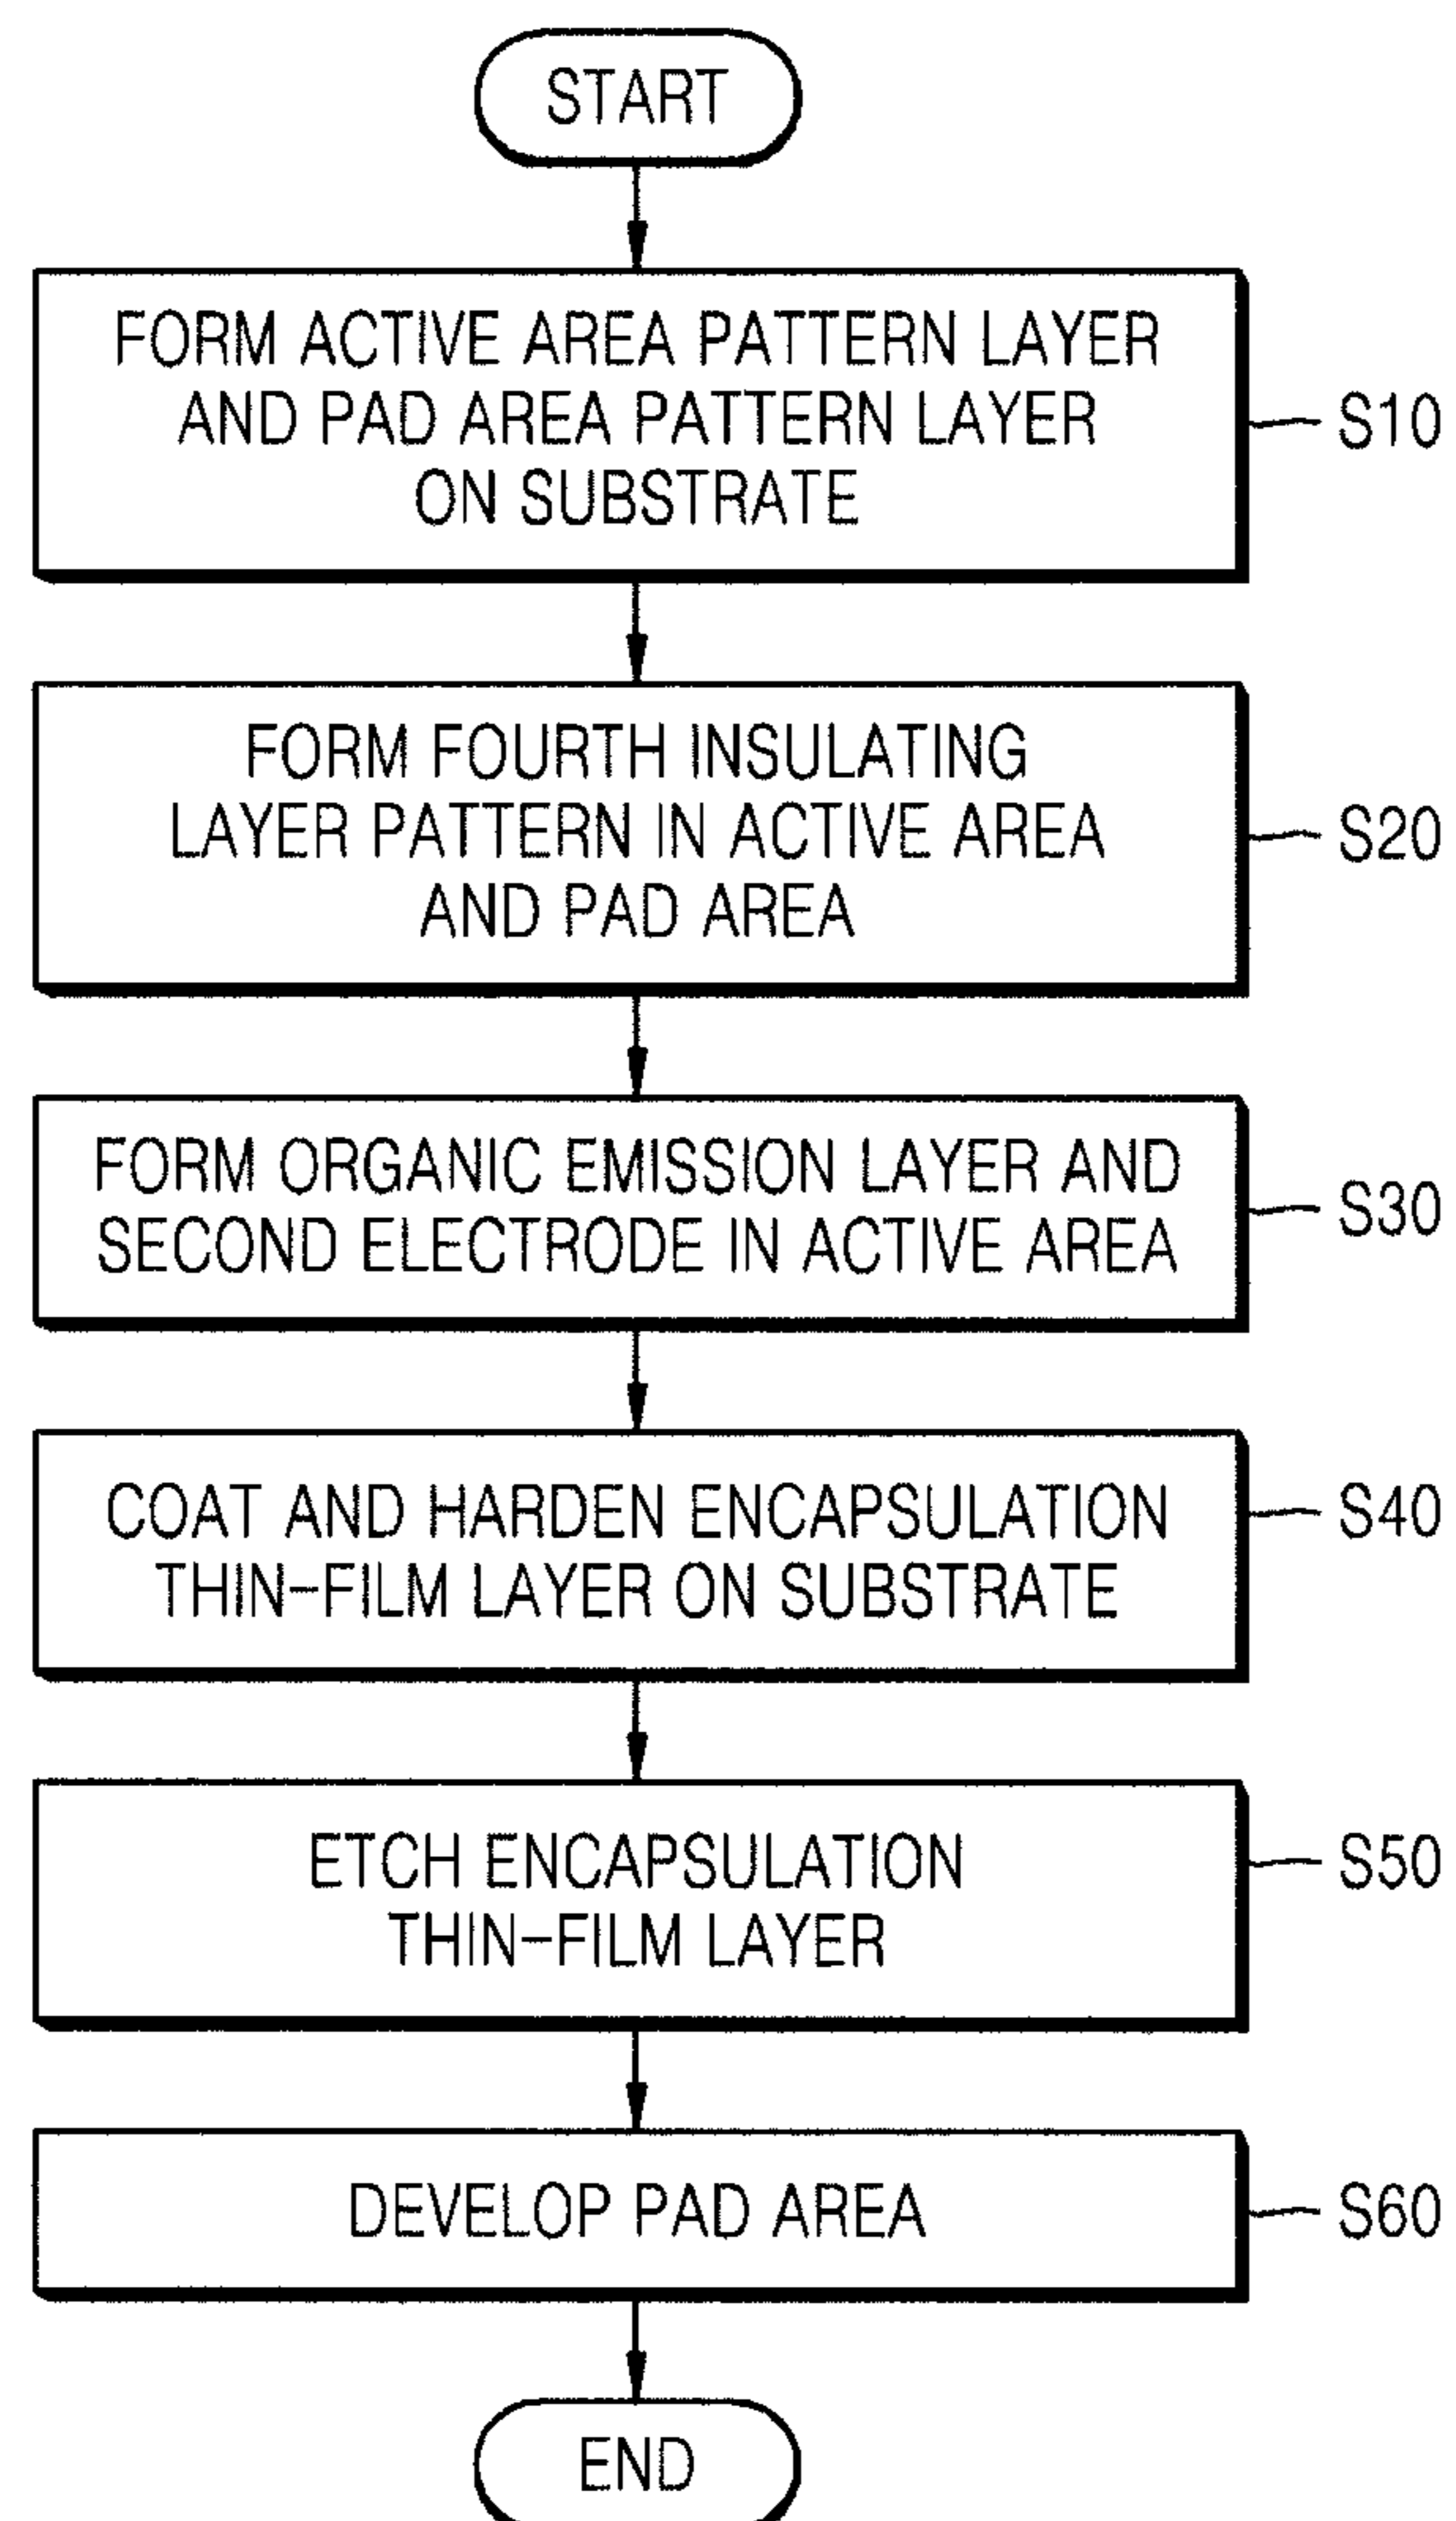 START
FORM ACTIVE AREA PATTERN LAYER
AND PAD AREA PATTERN LAYER
ON SUBSTRATE
S10
FORM FOURTH INSULATING
LAYER PATTERN IN ACTIVE AREA
AND PAD AREA
S20
FORM ORGANIC EMISSION LAYER AND
SECOND ELECTRODE IN ACTIVE AREA
S30
COAT AND HARDEN ENCAPSULATION
THIN-FILM LAYER ON SUBSTRATE
S40
ETCH ENCAPSULATION
THIN-FILM LAYER
S50
DEVELOP PAD AREA
S60
END